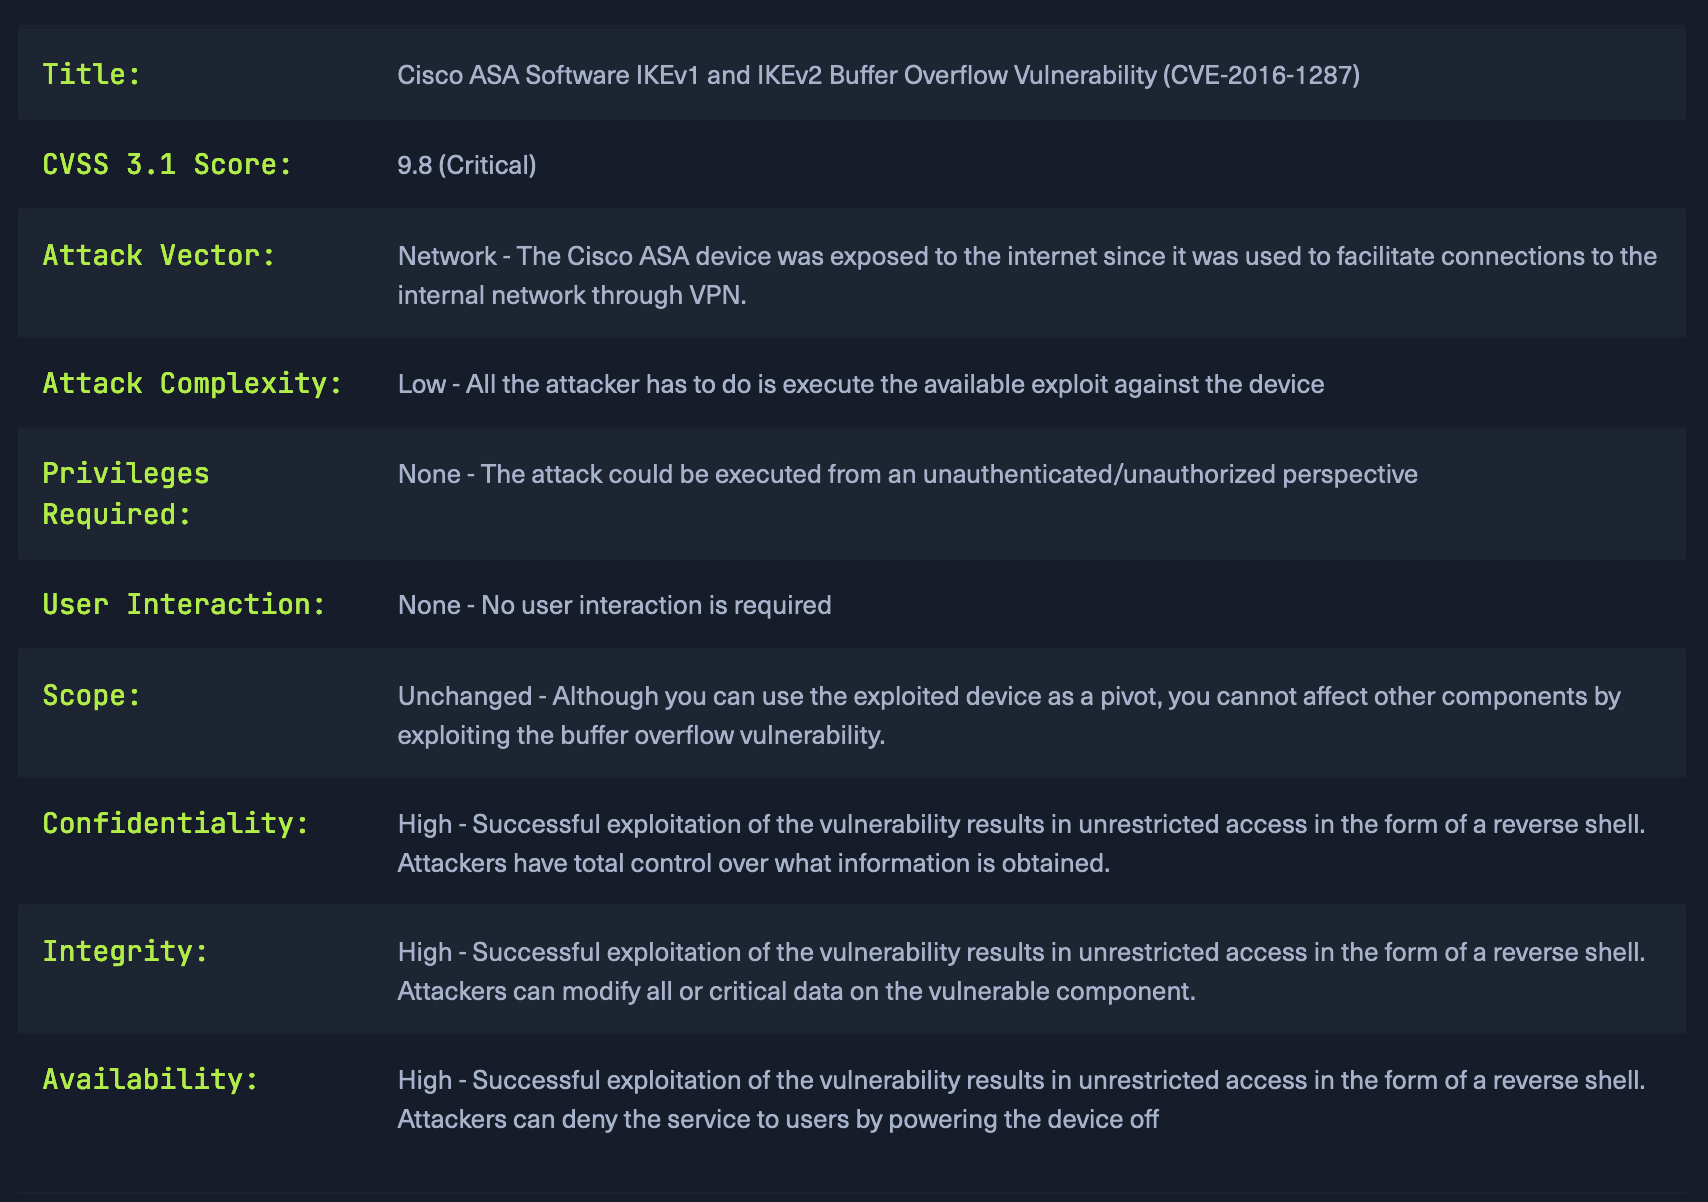 Title: Cisco ASA Software IKEv1 and IKEv2 Buffer Overflow Vulnerability (CVE-2016-1287)
CVSS 3.1 Score: 9.8 (Critical)
Attack Vector: Network - The Cisco ASA device was exposed to the internet since it was used to facilitate connections to the
internal network through VPN.
Attack Complexity: Low - All the attacker has to do is execute the available exploit against the device
Privileges
Required:
None - The attack could be executed from an unauthenticated/unauthorized perspective
User Interaction: None - No user interaction is required
Scope: Unchanged - Although you can use the exploited device as a pivot, you cannot affect other components by
exploiting the buffer overflow vulnerability.
Confidentiality: High - Successful exploitation of the vulnerability results in unrestricted access in the form of a reverse shell.
Attackers have total control over what information is obtained.
Integrity: High - Successful exploitation of the vulnerability results in unrestricted access in the form of a reverse shell.
Attackers can modify all or critical data on the vulnerable component.
Availability: High - Successful exploitation of the vulnerability results in unrestricted access in the form of a reverse shell.
Attackers can deny the service to users by powering the device off